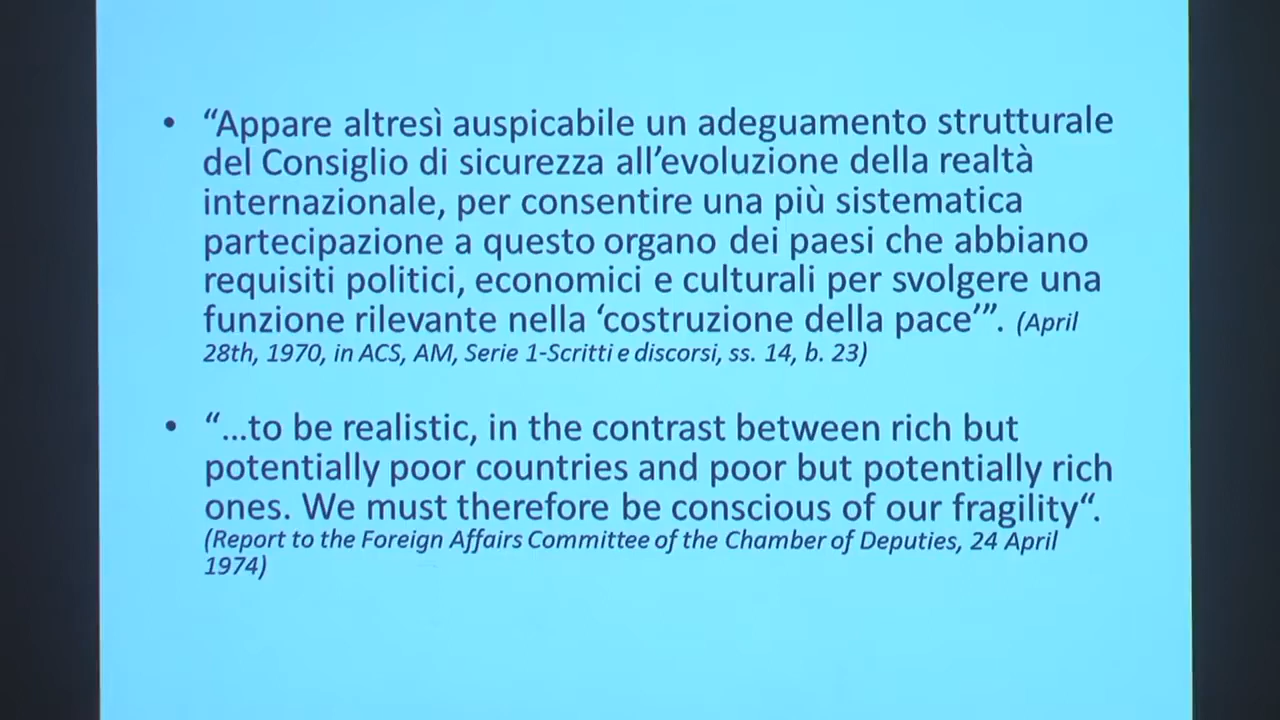 • “Appare altresì auspicabile un adeguamento strutturale
del Consiglio di sicurezza all’evoluzione della realtà
internazionale, per consentire una più sistematica
partecipazione a questo organo dei paesi che abbiano
requisiti politici, economici e culturali per svolgere una
funzione rilevante nella ‘costruzione della pace’”. (April
28th, 1970, in ACS, AM, Serie 1-Scritti e discorsi, ss. 14, b. 23)
• “…to be realistic, in the contrast between rich but
potentially poor countries and poor but potentially rich
ones. We must therefore be conscious of our fragility“.
(Report to the Foreign Affairs Committee of the Chamber of Deputies, 24 April
1974)